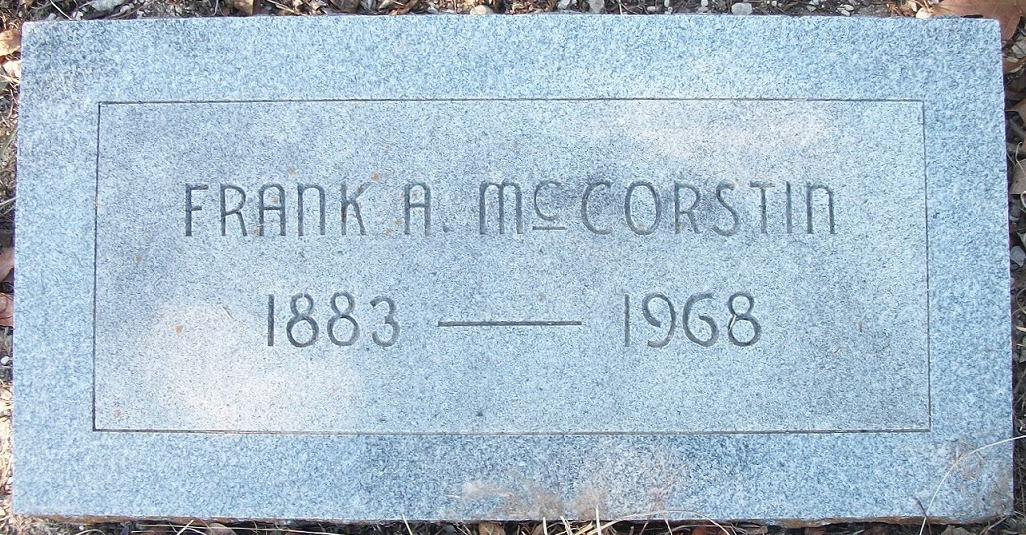 FRANK A. McCORSTIN
1883 — 1968